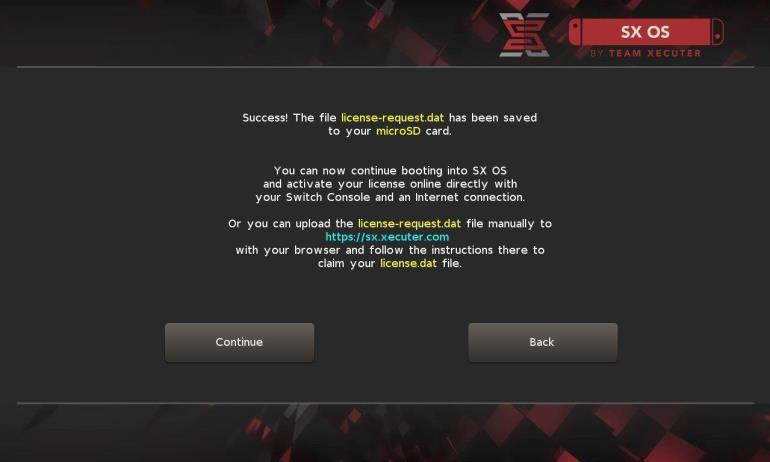 SX OS
BY TEAM XECUTER
Success! The file license-request.dat has been saved
to your microSD card.
You can now continue booting into SX OS
and activate your license online directly with
your Switch Console and an Internet connection.
Or you can upload the license-request.dat file manually to
https://sx.xecuter.com
with your browser and follow the instructions there to
claim your license.dat file.
Continue
Back